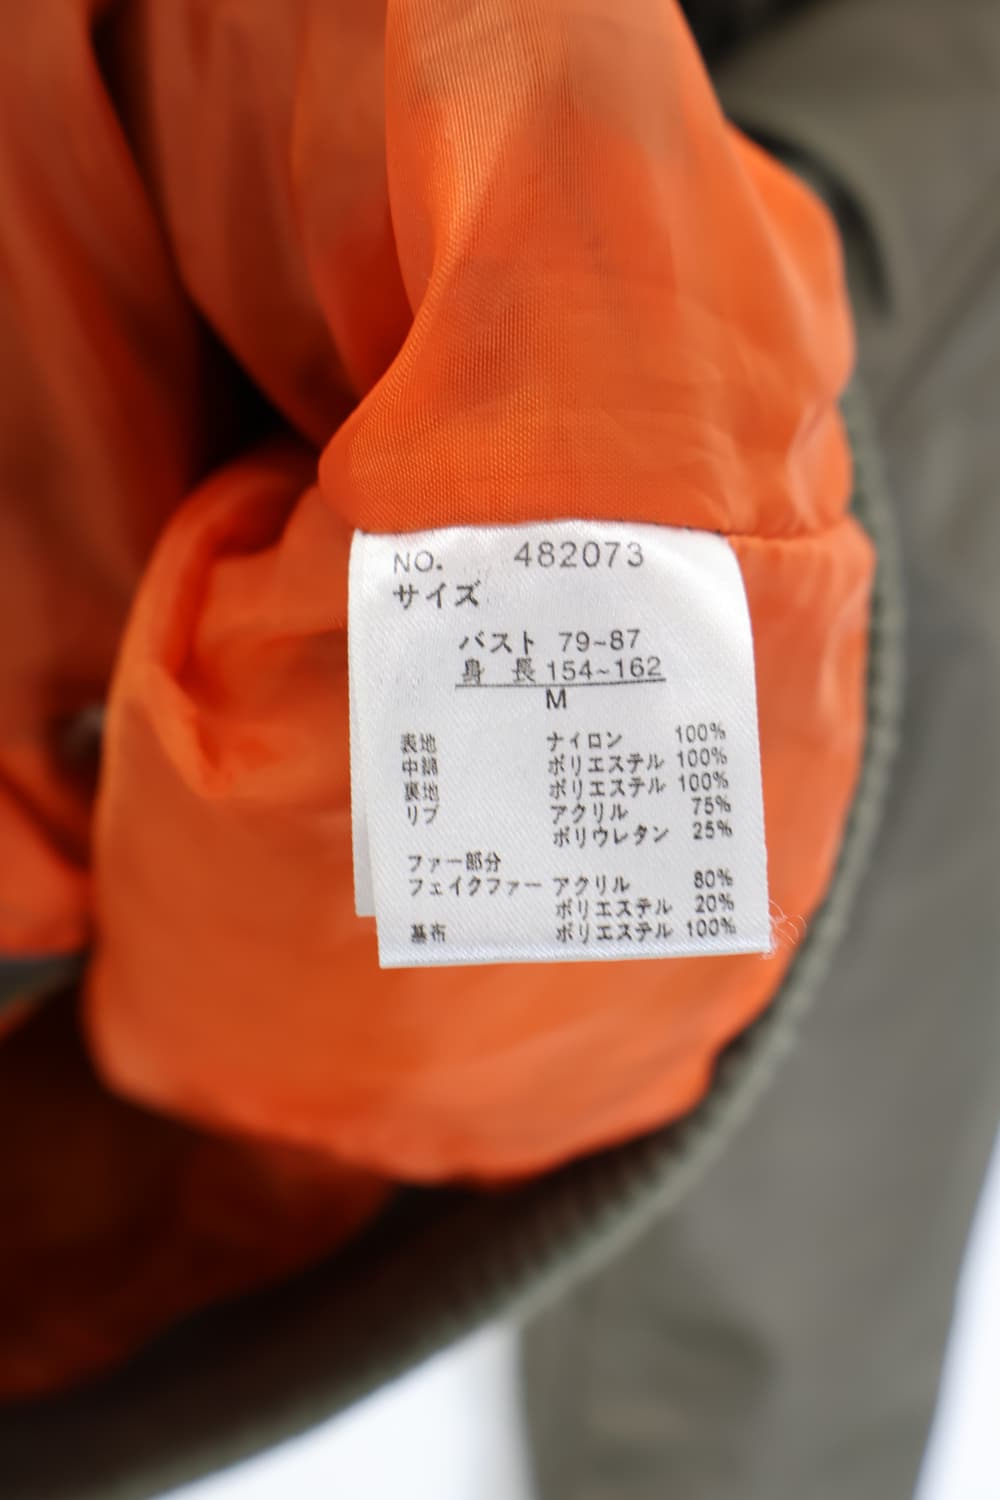 NO. 482073
サイズ
バスト 79~87
身 長 154~162
M
表地 ナイロン 100%
中綿 ポリエステル 100%
裏地 ポリエステル 100%
リブ アクリル 75%
ポリウレタン 25%
ファー部分
フェイクファー アクリル 80%
ポリエステル 20%
基布 ポリエステル 100%